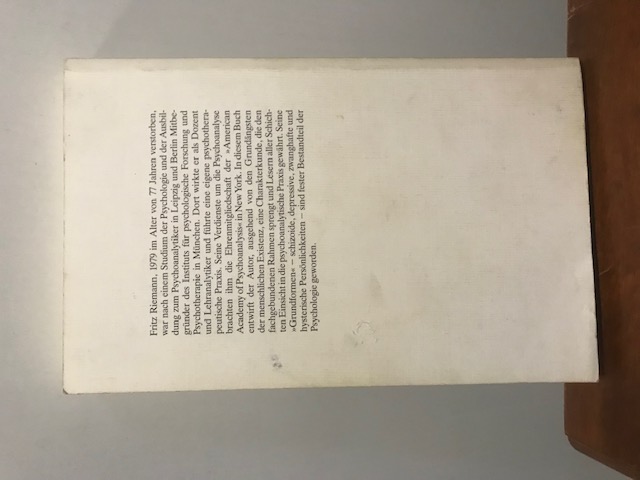 Fritz Riemann, 1979 im Alter von 77 Jahren verstorben,
war nach einem Studium der Psychologie und der Ausbil-
dung zum Psychoanalytiker in Leipzig und Berlin Mitbe-
gründer des Instituts für psychologische Forschung und
Psychotherapie in München. Dort wirkte er als Dozent
und Lehranalytiker und führte eine eigene psychothera-
peutische Praxis. Seine Verdienste um die Psychoanalyse
brachten ihm die Ehrenmitgliedschaft der »American
Academy of Psychoanalysis« in New York. In diesem Buch
entwirft der Autor, ausgehend von den Grundängsten
der menschlichen Existenz, eine Charakterkunde, die den
fachgebundenen Rahmen sprengt und Lesern aller Schich-
ten Einsicht in die psychoanalytische Praxis gewährt. Seine
»Grundformen« – schizoide, depressive, zwanghafte und
hysterische Persönlichkeiten – sind fester Bestandteil der
Psychologie geworden.